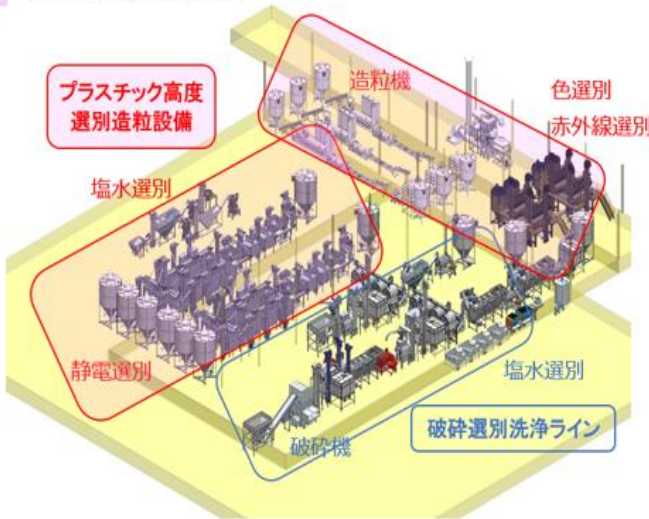 プラスチック高度
選別造粒設備
造粒機
色選別
赤外線選別
塩水選別
静電選別
塩水選別
破砕機
破砕選別洗浄ライン